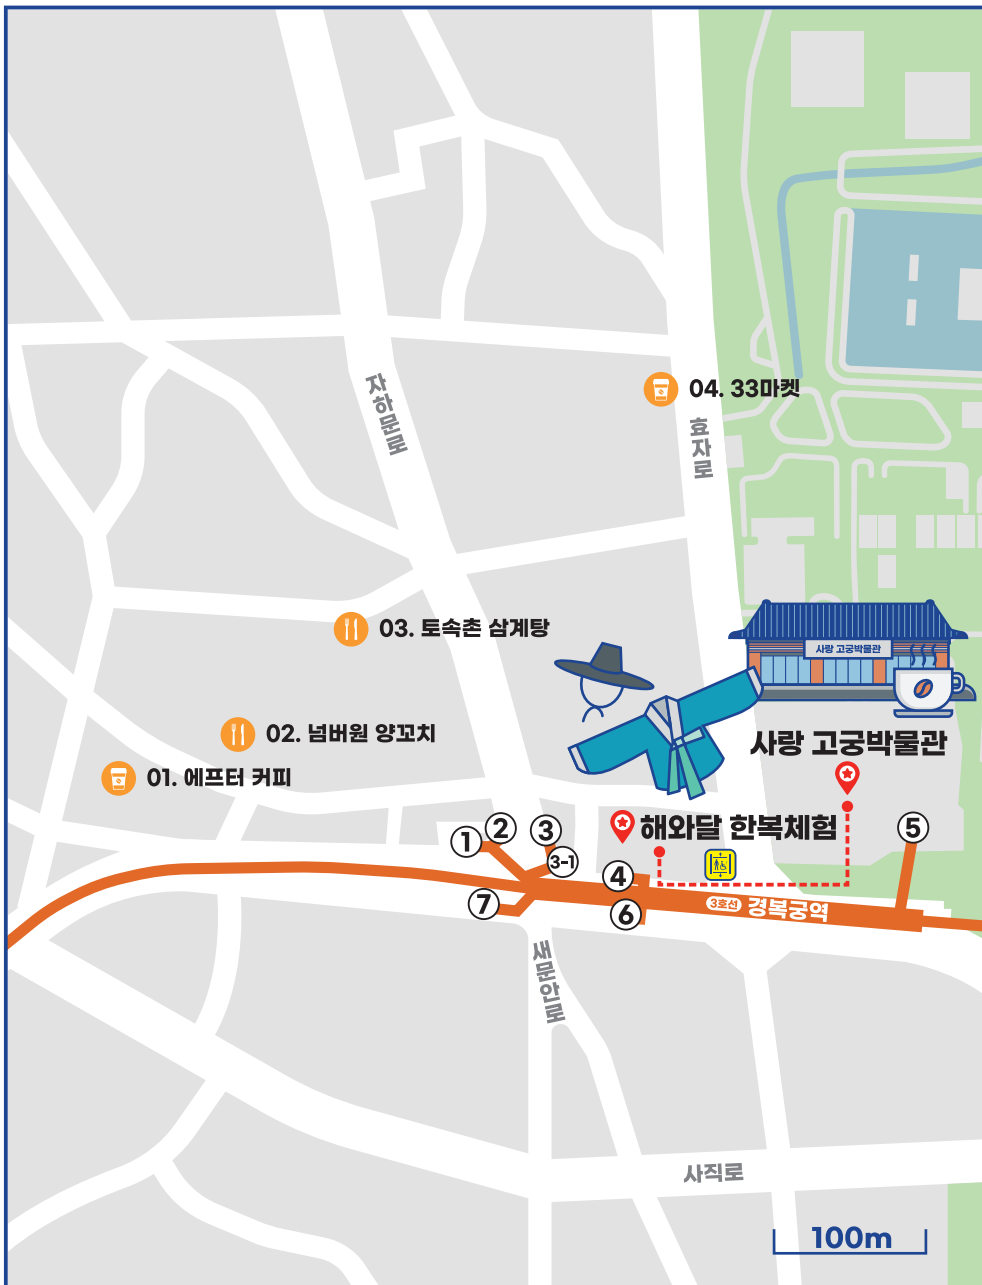 04. 33마켓
자하문로
효자로
03. 토속촌 삼계탕
사랑 고궁박물관
02. 넘버원 양꼬치
사랑 고궁박물관
01. 에프터 커피
해와달 한복체험
1
2
3
3-1
5
4
7
6
3호선 경복궁역
새문안로
사직로
100m